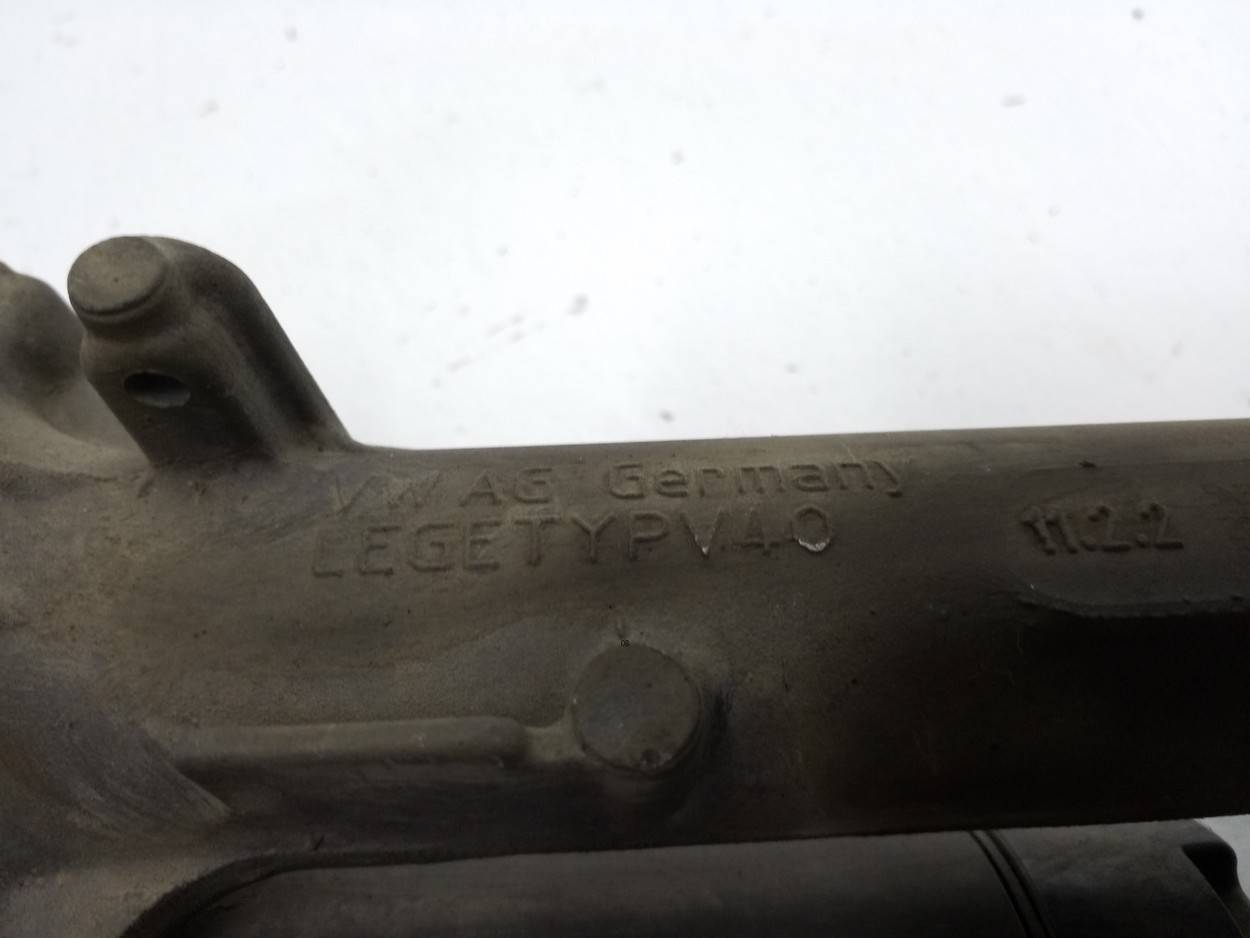 VW AG Germany
LEGETYPV40
11.2.2